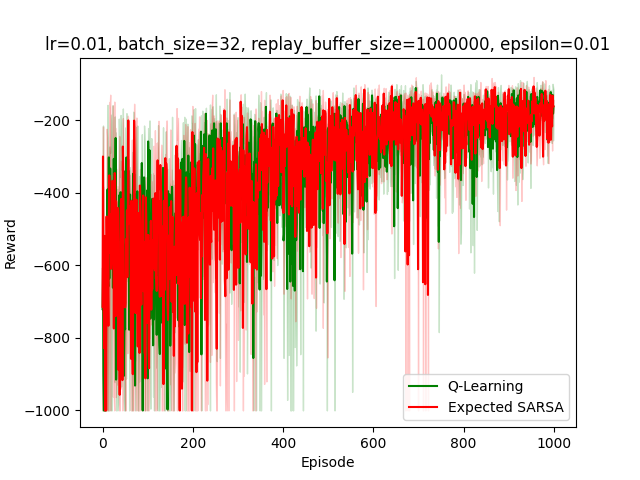 lr=0.01, batch_size=32, replay_buffer_size=1000000, epsilon=0.01
Reward
−200
−400
−600
−800
−1000
Q-Learning
Expected SARSA
0
200
400
600
800
1000
Episode